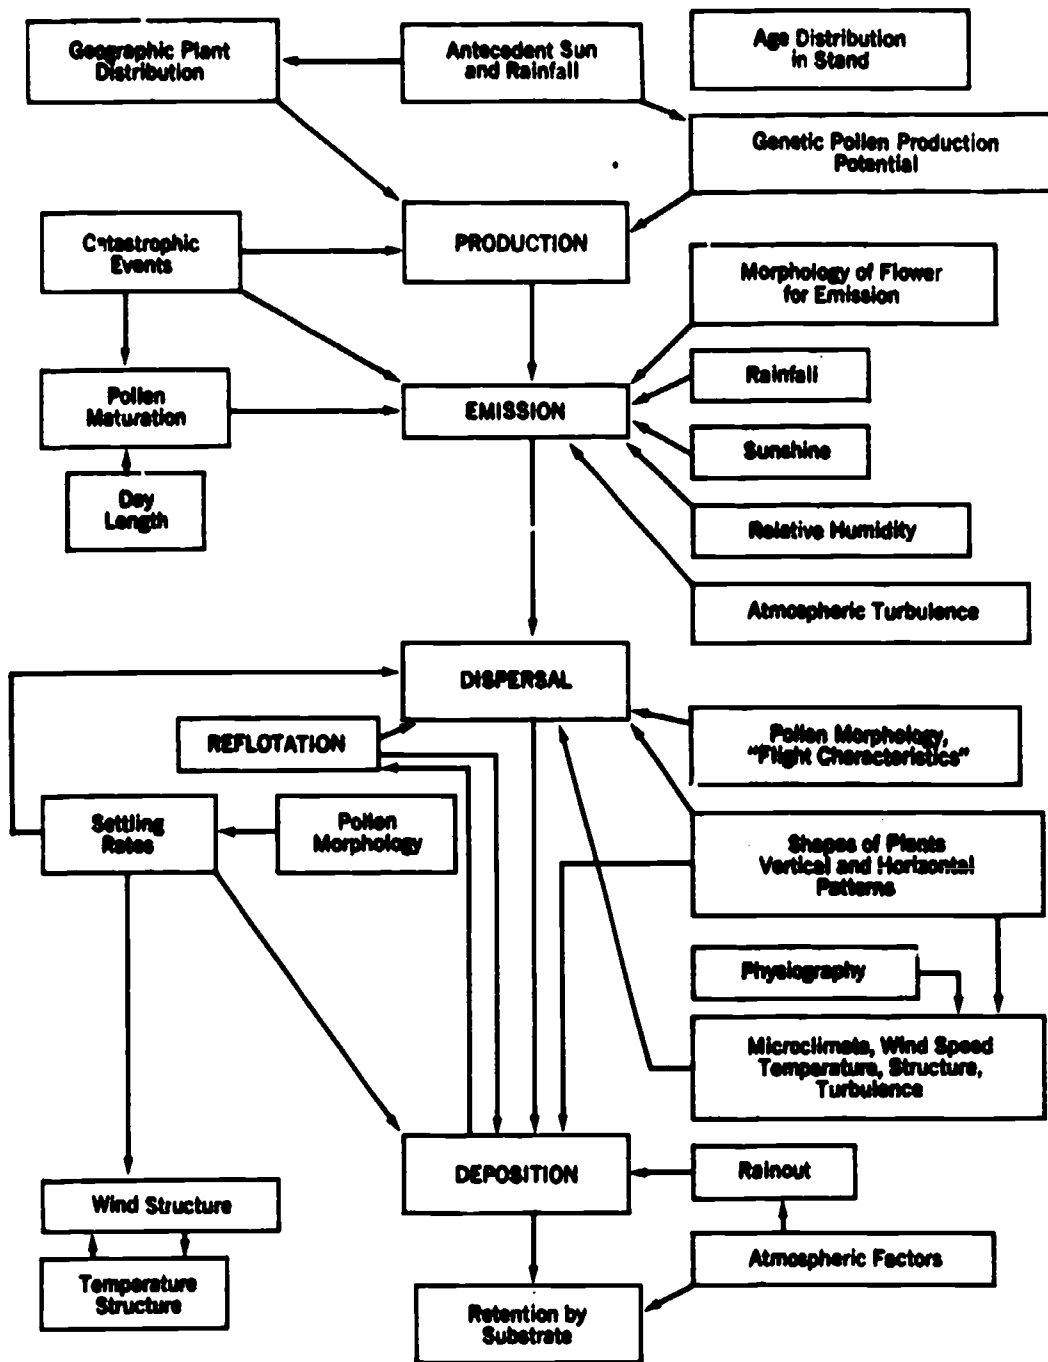 Geographic Plant
Distribution
Antecedent Sun
and Rainfall
Age Distribution
in Stand
Genetic Pollen Production
Potential
Catastrophic
Events
PRODUCTION
Morphology of Flower
for Emission
Rainfall
Pollen
Maturation
EMISSION
Sunshine
Day
Length
Relative Humidity
Atmospheric Turbulence
DISPERSAL
REFLOTATION
Pollen Morphology,
"Flight Characteristics"
Settling
Rates
Pollen
Morphology
Shapes of Plants
Vertical and Horizontal
Patterns
Physiography
Microclimate, Wind Speed
Temperature, Structure,
Turbulence
DEPOSITION
Rainout
Wind Structure
Atmospheric Factors
Temperature
Structure
Retention by
Substrate